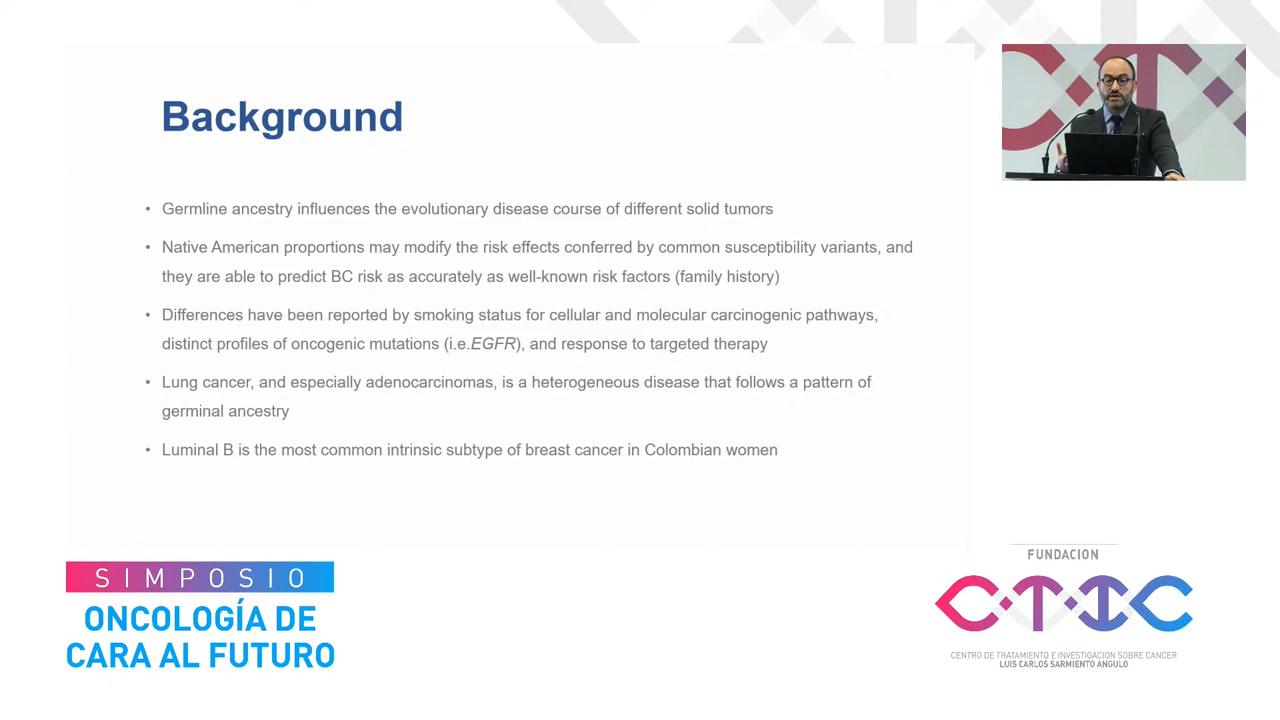 Background
• Germline ancestry influences the evolutionary disease course of different solid tumors
• Native American proportions may modify the risk effects conferred by common susceptibility variants, and
they are able to predict BC risk as accurately as well-known risk factors (family history)
• Differences have been reported by smoking status for cellular and molecular carcinogenic pathways,
distinct profiles of oncogenic mutations (i.e.EGFR), and response to targeted therapy
• Lung cancer, and especially adenocarcinomas, is a heterogeneous disease that follows a pattern of
germinal ancestry
• Luminal B is the most common intrinsic subtype of breast cancer in Colombian women
SIMPOSIO
ONCOLOGÍA DE
CARA AL FUTURO
FUNDACION
CTIC
CENTRO DE TRATAMIENTO E INVESTIGACION SOBRE CANCER
LUIS CARLOS SARMIENTO ANGULO